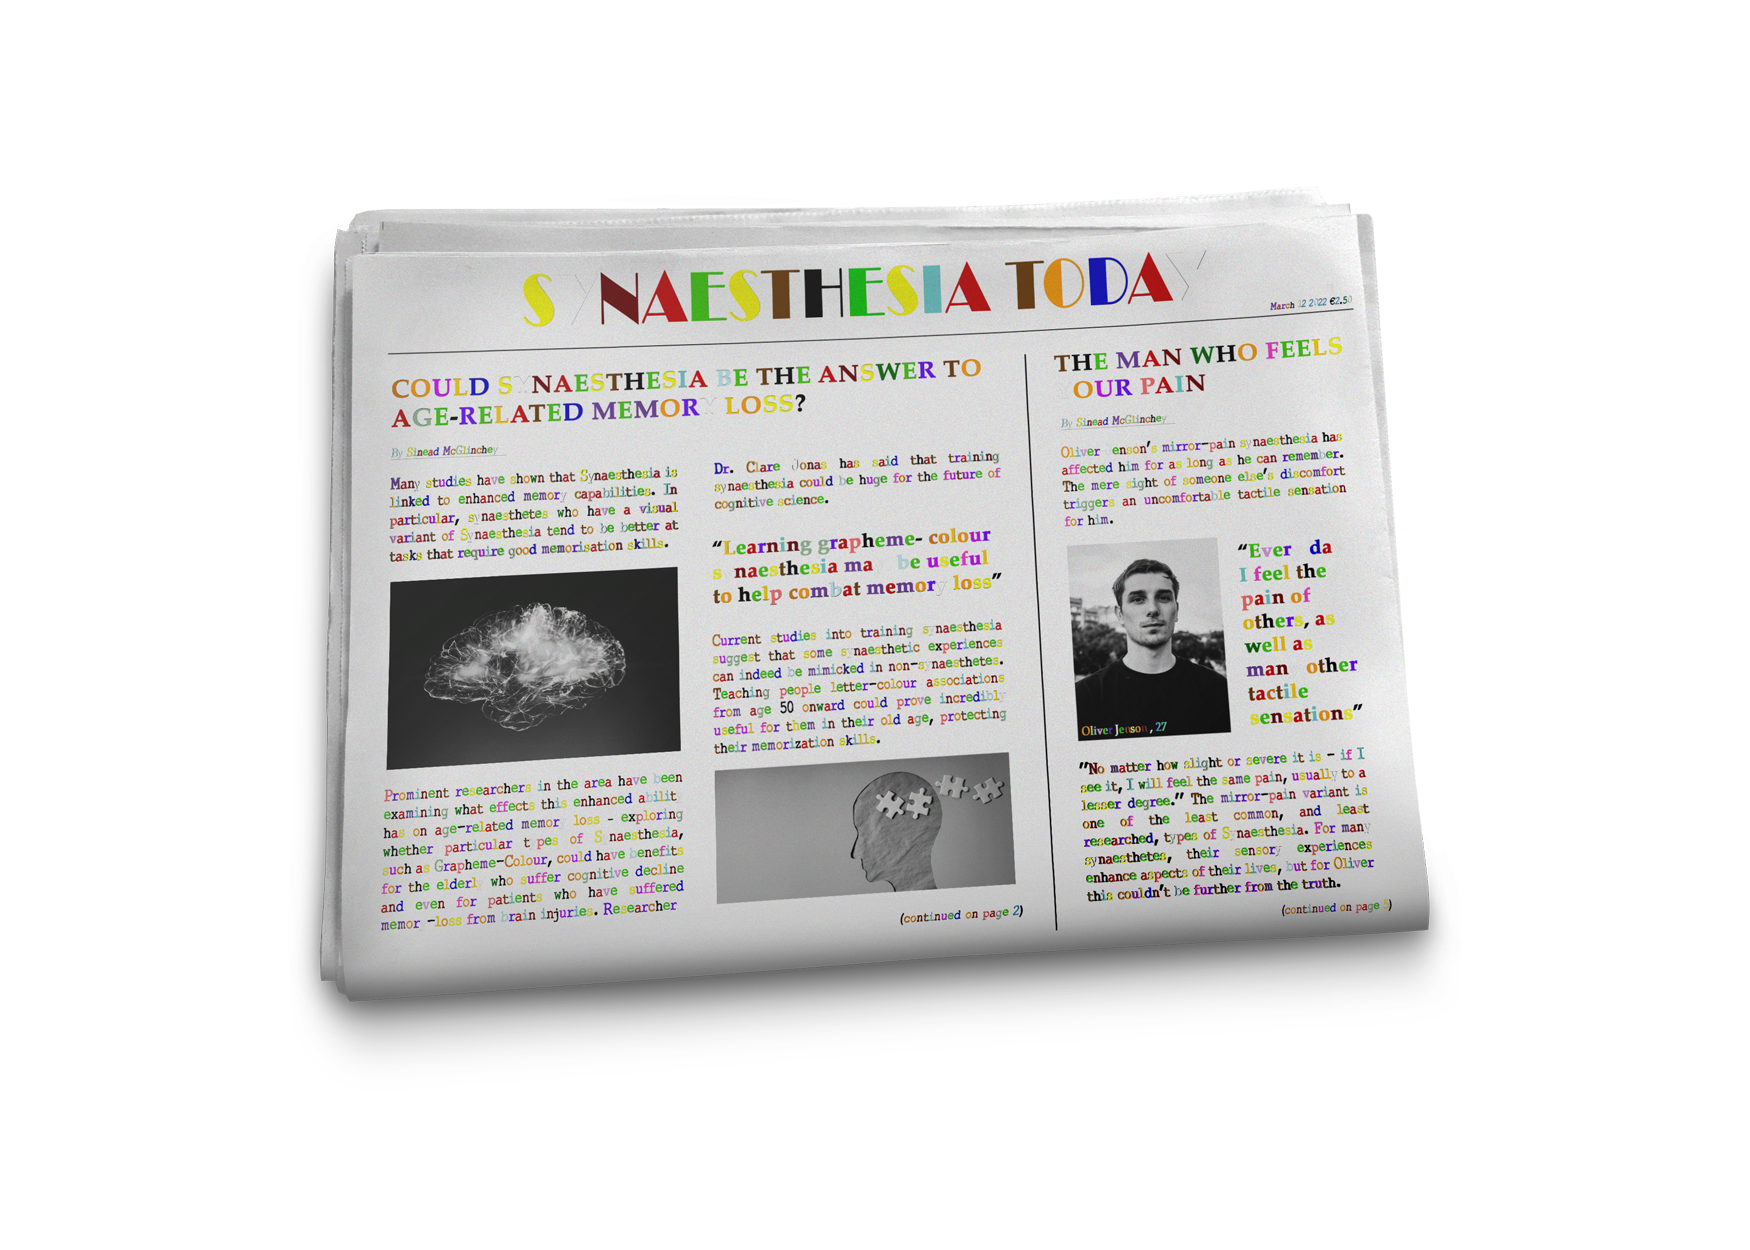 SYNAESTHESIA TODAY
March 12 2022 €2.50
COULD SYNAESTHESIA BE THE ANSWER TO
AGE-RELATED MEMORY LOSS?
By Sinead McGlinchey
Many studies have shown that Synaesthesia is
linked to enhanced memory capabilities. In
particular, synaesthetes who have a visual
variant of Synaesthesia tend to be better at
tasks that require good memorisation skills.
Prominent researchers in the area have been
examining what effects this enhanced ability
has on age-related memory loss - exploring
whether particular types of Synaesthesia,
such as Grapheme-Colour, could have benefits
for the elderly who suffer cognitive decline
and even for patients who have suffered
memory-loss from brain injuries. Researcher
Dr. Clare Jonas has said that training
synaesthesia could be huge for the future of
cognitive science.
“Learning grapheme- colour
synaesthesia may be useful
to help combat memory loss”
Current studies into training synaesthesia
suggest that some synaesthetic experiences
can indeed be mimicked in non-synaesthetes.
Teaching people letter-colour associations
from age 50 onward could prove incredibly
useful for them in their old age, protecting
their memorization skills.
(continued on page 2)
THE MAN WHO FEELS
YOUR PAIN
By Sinead McGlinchey
Oliver Jenson’s mirror-pain synaesthesia has
affected him for as long as he can remember.
The mere sight of someone else’s discomfort
triggers an uncomfortable tactile sensation
for him.
Oliver Jenson, 27
“Every day
I feel the
pain of
others, as
well as
many other
tactile
sensations”
”No matter how slight or severe it is - if I
see it, I will feel the same pain, usually to a
lesser degree.” The mirror-pain variant is
one of the least common, and least
researched, types of Synaesthesia. For many
synaesthetes, their sensory experiences
enhance aspects of their lives, but for Oliver
this couldn’t be further from the truth.
(continued on page 5)